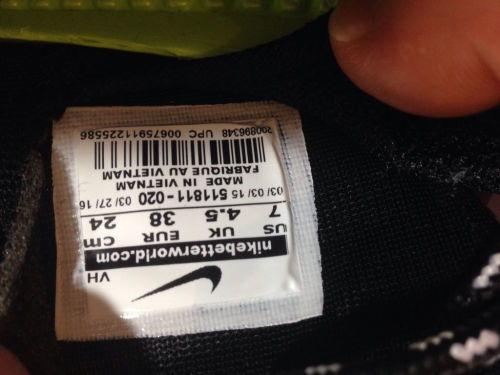 VH
nikebetterworld.com
US UK EUR cm
7 4.5 38 24
03/03/15 511811-020 03/27/16
MADE IN VIETNAM
FABRIQUE AU VIETNAM
200896348 UPC 00675911225586